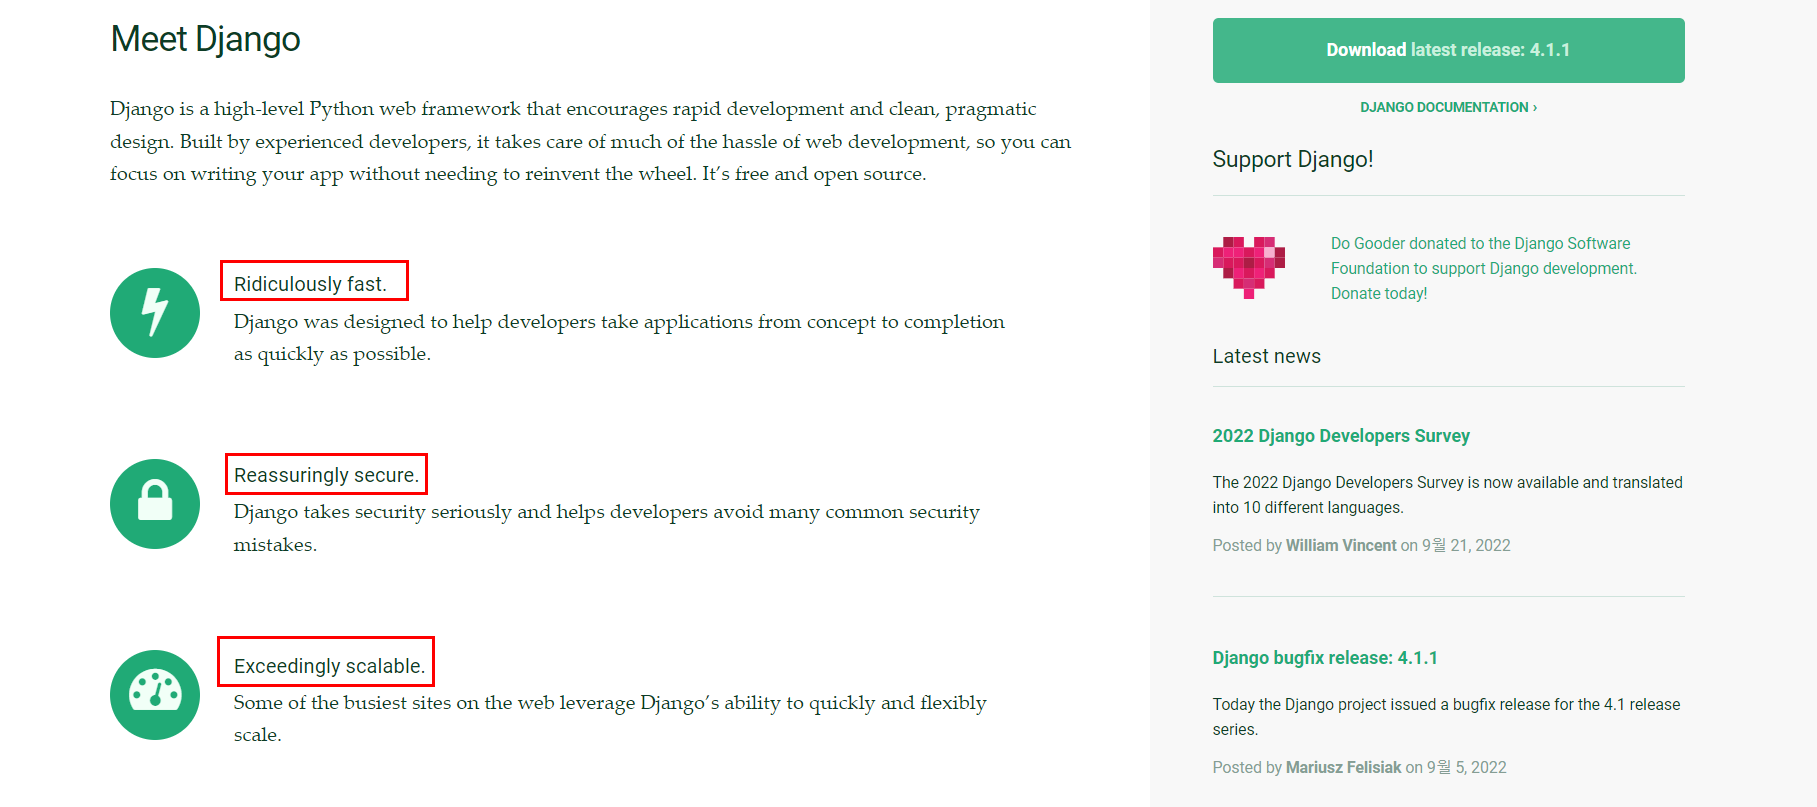 Meet Django
Django is a high-level Python web framework that encourages rapid development and clean, pragmatic
design. Built by experienced developers, it takes care of much of the hassle of web development, so you can
focus on writing your app without needing to reinvent the wheel. It’s free and open source.
Ridiculously fast.
Django was designed to help developers take applications from concept to completion
as quickly as possible.
Reassuringly secure.
Django takes security seriously and helps developers avoid many common security
mistakes.
Exceedingly scalable.
Some of the busiest sites on the web leverage Django’s ability to quickly and flexibly
scale.
Download latest release: 4.1.1
DJANGO DOCUMENTATION ›
Support Django!
Do Gooder donated to the Django Software
Foundation to support Django development.
Donate today!
Latest news
2022 Django Developers Survey
The 2022 Django Developers Survey is now available and translated
into 10 different languages.
Posted by William Vincent on 9월 21, 2022
Django bugfix release: 4.1.1
Today the Django project issued a bugfix release for the 4.1 release
series.
Posted by Mariusz Felisiak on 9월 5, 2022